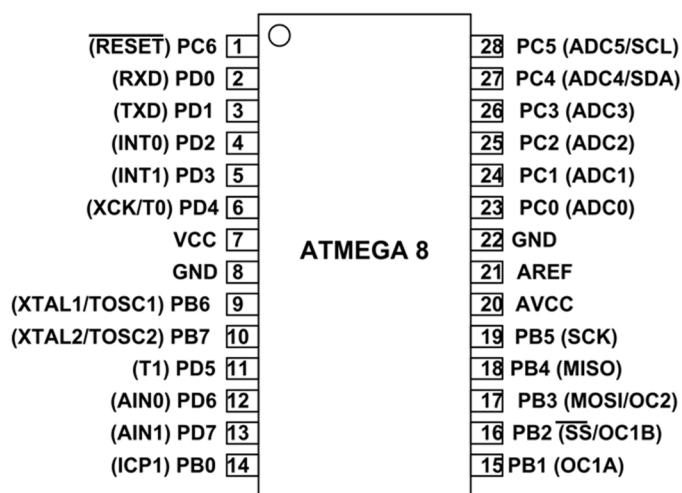 (RESET) PC6 1
(RXD) PD0 2
(TXD) PD1 3
(INT0) PD2 4
(INT1) PD3 5
(XCK/T0) PD4 6
VCC 7
GND 8
(XTAL1/TOSC1) PB6 9
(XTAL2/TOSC2) PB7 10
(T1) PD5 11
(AIN0) PD6 12
(AIN1) PD7 13
(ICP1) PB0 14
ATMEGA 8
28 PC5 (ADC5/SCL)
27 PC4 (ADC4/SDA)
26 PC3 (ADC3)
25 PC2 (ADC2)
24 PC1 (ADC1)
23 PC0 (ADC0)
22 GND
21 AREF
20 AVCC
19 PB5 (SCK)
18 PB4 (MISO)
17 PB3 (MOSI/OC2)
16 PB2 (SS/OC1B)
15 PB1 (OC1A)